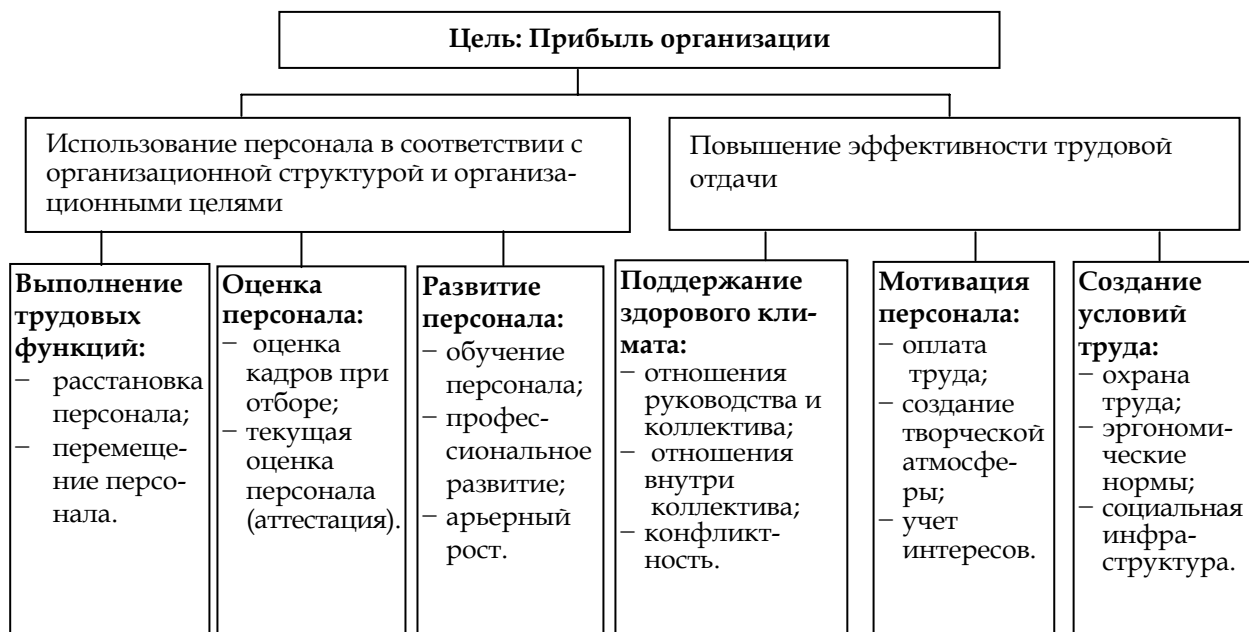 Цель: Прибыль организации
Использование персонала в соответствии с
организационной структурой и организа-
ционными целями
Повышение эффективности трудовой
отдачи
Выполнение
трудовых
функций:
– расстановка
персонала;
– перемеще-
ние персо-
нала.
Оценка
персонала:
– оценка
кадров при
отборе;
– текущая
оценка
персонала
(аттестация).
Развитие
персонала:
– обучение
персонала;
– профес-
сиональное
развитие;
– арьерный
рост.
Поддержание
здорового кли-
мата:
– отношения
руководства и
коллектива;
– отношения
внутри
коллектива;
– конфликт-
ность.
Мотивация
персонала:
– оплата
труда;
– создание
творческой
атмосфе-
ры;
– учет
интересов.
Создание
условий
труда:
– охрана
труда;
– эргономи-
ческие
нормы;
– социальная
инфра-
структура.